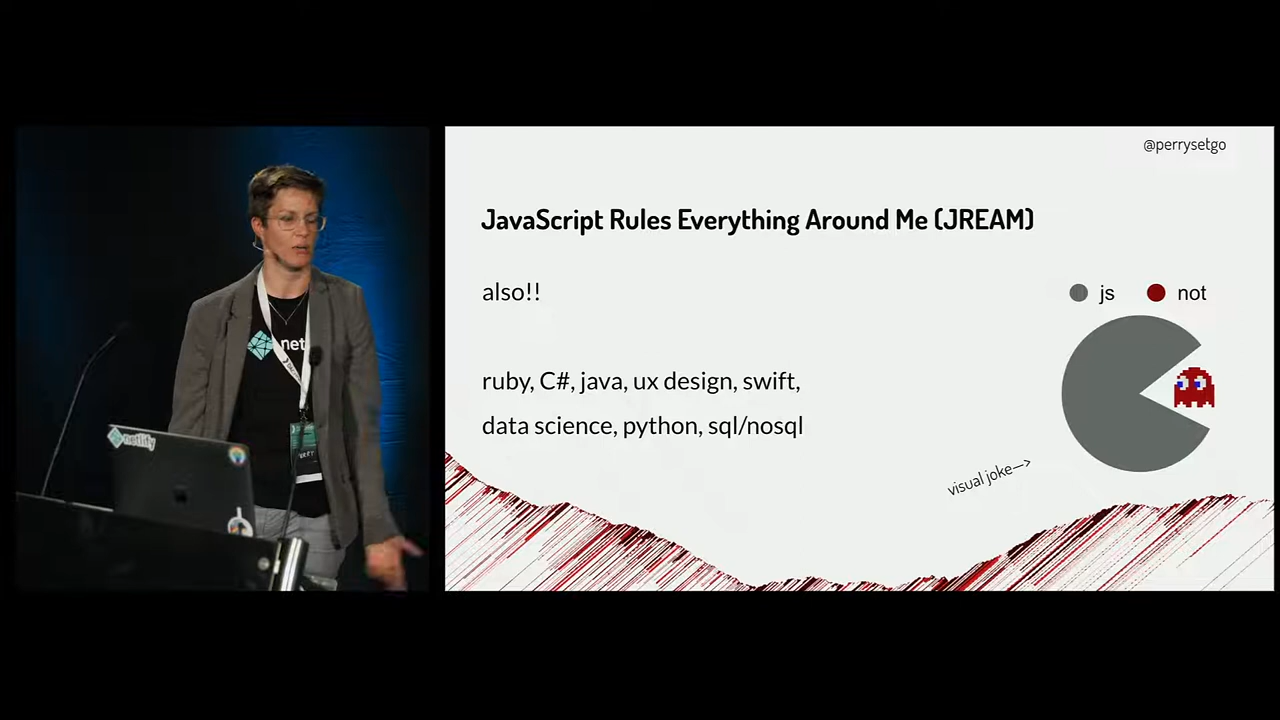 @perrysetgo
JavaScript Rules Everything Around Me (JREAM)
also!!
js
not
ruby, C#, java, ux design, swift,
data science, python, sql/nosql
visual joke—>
net
netlify